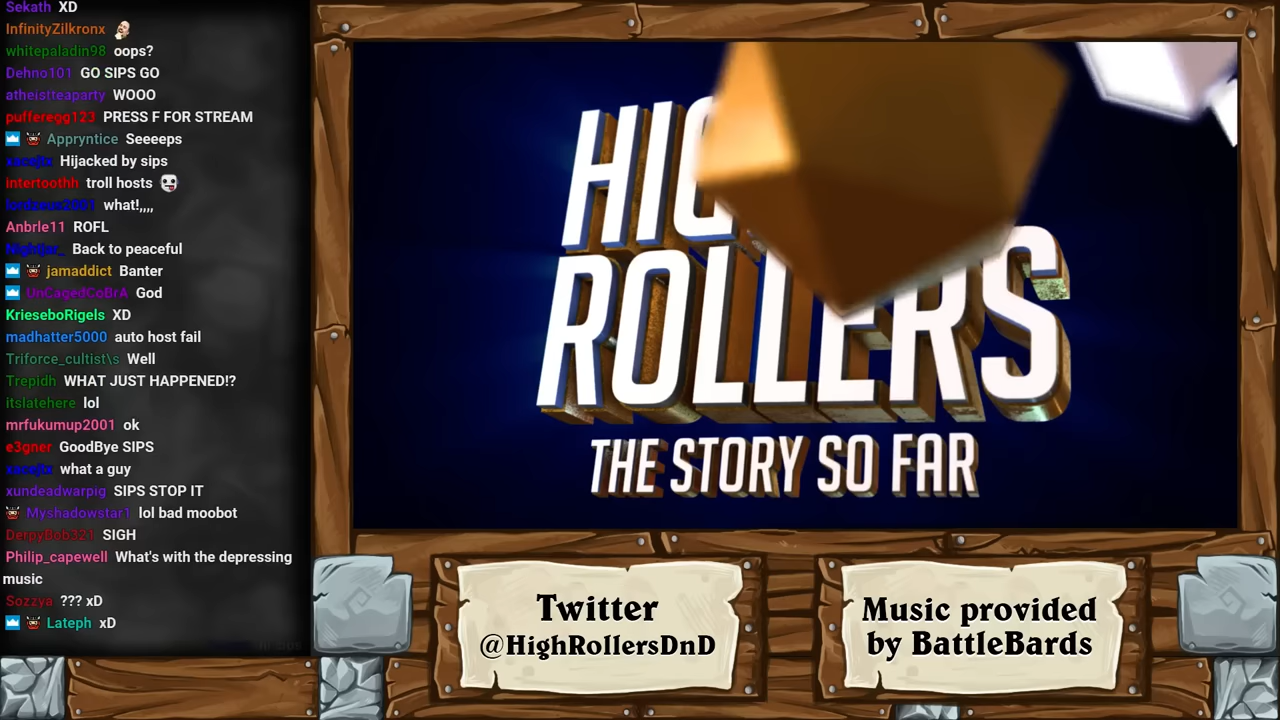 Sekath XD
InfinityZilkronx
whitepaladin98 oops?
Dehno101 GO SIPS GO
atheistteaparty WOOO
pufferegg123 PRESS F FOR STREAM
Appryntice Seeeeps
Hijacked by sips
intertoothh troll hosts
lordzeus2001 what!,,,,
Anbrle11 ROFL
Nightjar_ Back to peaceful
jamaddict Banter
UnCagedCoBrA God
KrieseboRigels XD
madhatter5000 auto host fail
Triforce_cultist\s Well
Trepidh WHAT JUST HAPPENED!?
itslatehere lol
mrfukumup2001 ok
e3gner GoodBye SIPS
what a guy
xundeadwarpig SIPS STOP IT
Myshadowstar1 lol bad moobot
DerpyBob321 SIGH
Philip_capewell What's with the depressing
music
Sozzya ??? xD
Lateph xD
HIG
ROLLERS
THE STORY SO FAR
Twitter
@HighRollersDnD
Music provided
by BattleBards